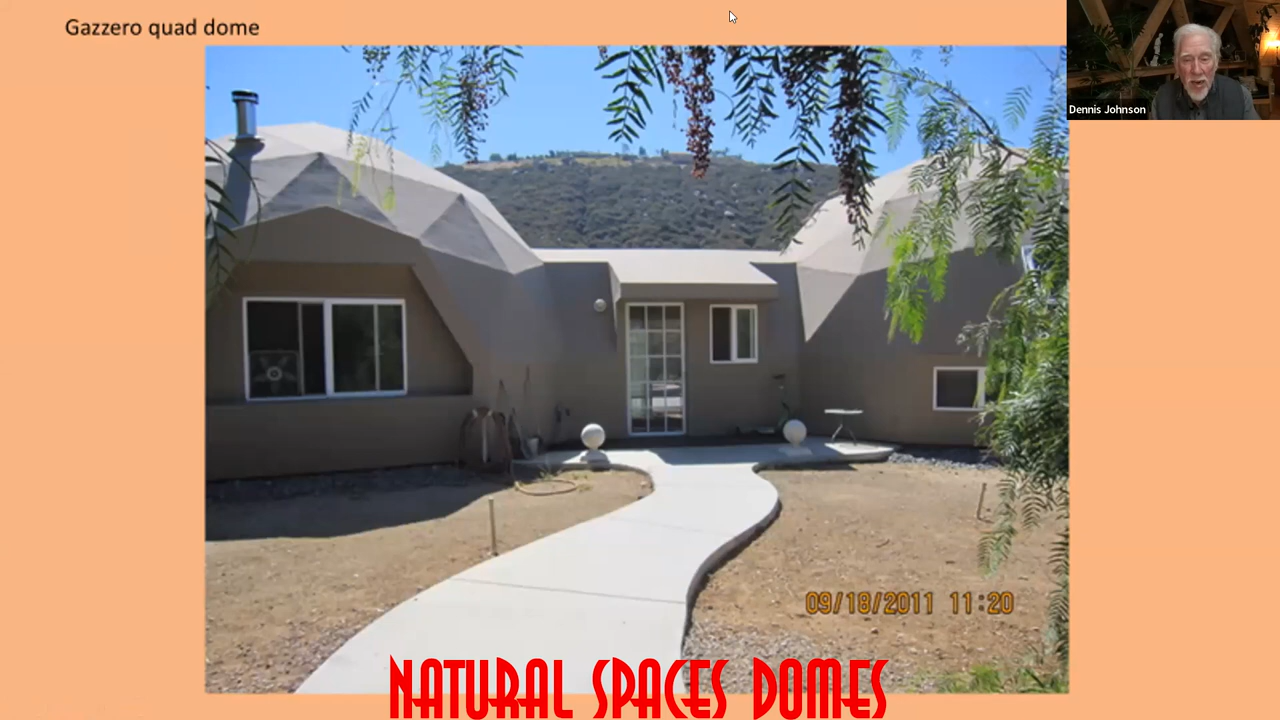 Gazzero quad dome
Dennis Johnson
09/18/2011 11:20
NATURAL SPACES DOMES